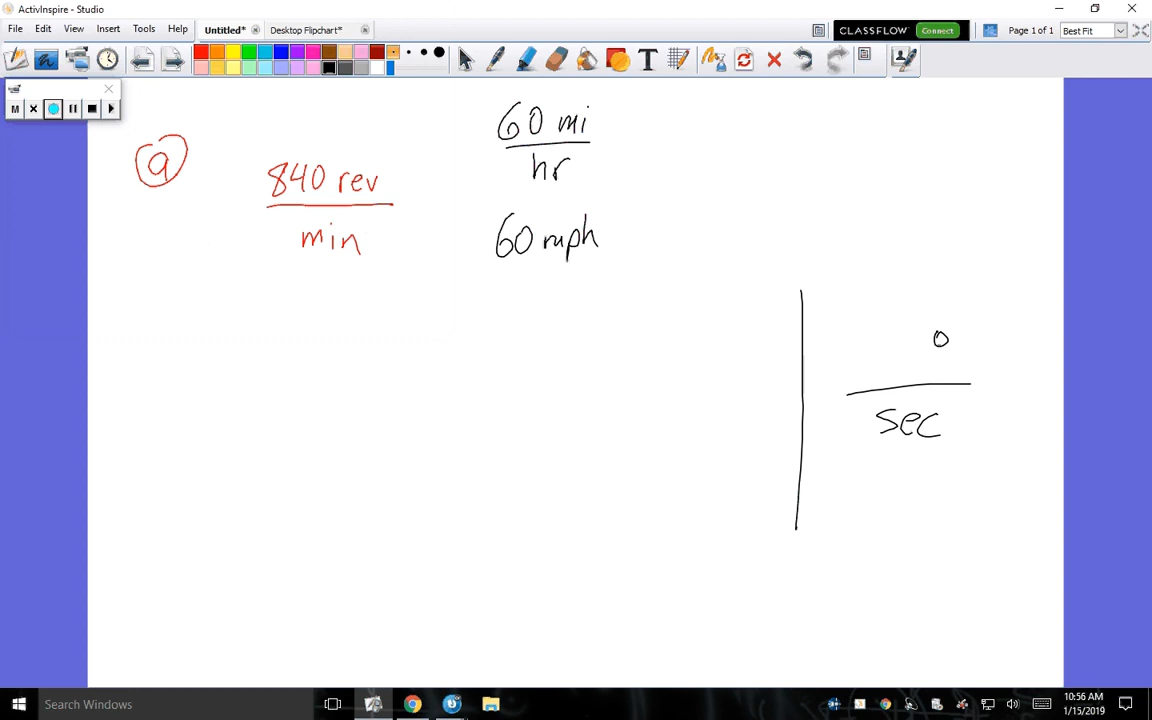 ActivInspire - Studio
File Edit View Insert Tools Help
Untitled*
Desktop Flipchart*
CLASSFLOW
Connect
Page 1 of 1
Best Fit
M
a
840 rev
min
60 mi
hr
60 mph
o
sec
Search Windows
10:56 AM
1/15/2019